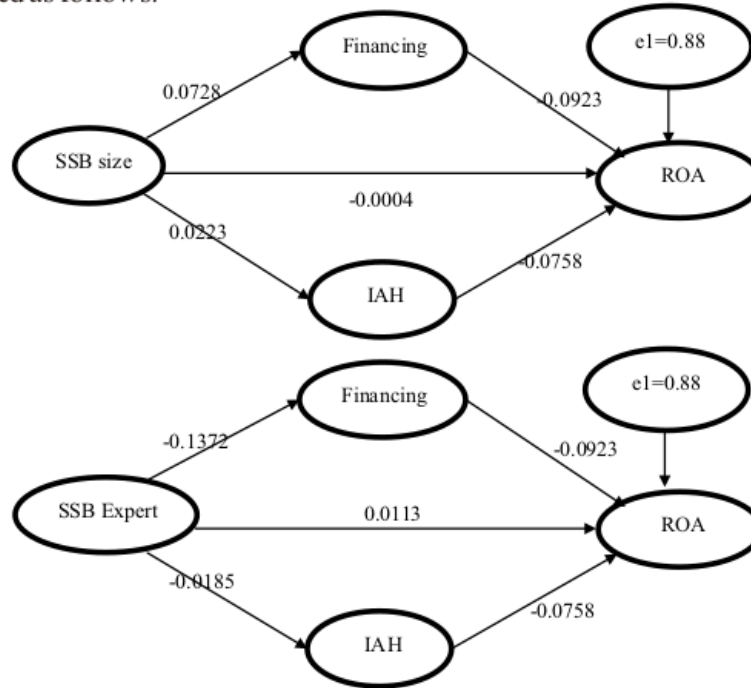 ed as follows:
Financing
e1=0.88
0.0728
-0.0923
SSB size
ROA
-0.0004
0.0223
-0.0758
IAH
Financing
e1=0.88
-0.1372
-0.0923
SSB Expert
0.0113
ROA
-0.0185
-0.0758
IAH